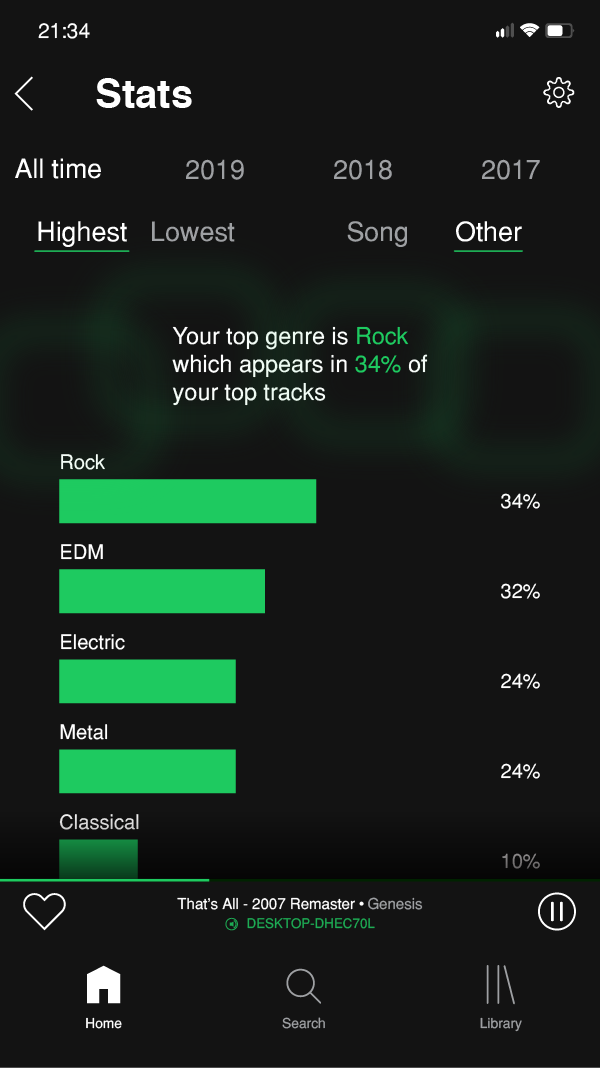 21:34
Stats
All time 2019 2018 2017
Highest Lowest Song Other
Your top genre is Rock
which appears in 34% of
your top tracks
Rock
34%
EDM
32%
Electric
24%
Metal
24%
Classical
10%
That's All - 2007 Remaster • Genesis
DESKTOP-DHEC70L
Home Search Library